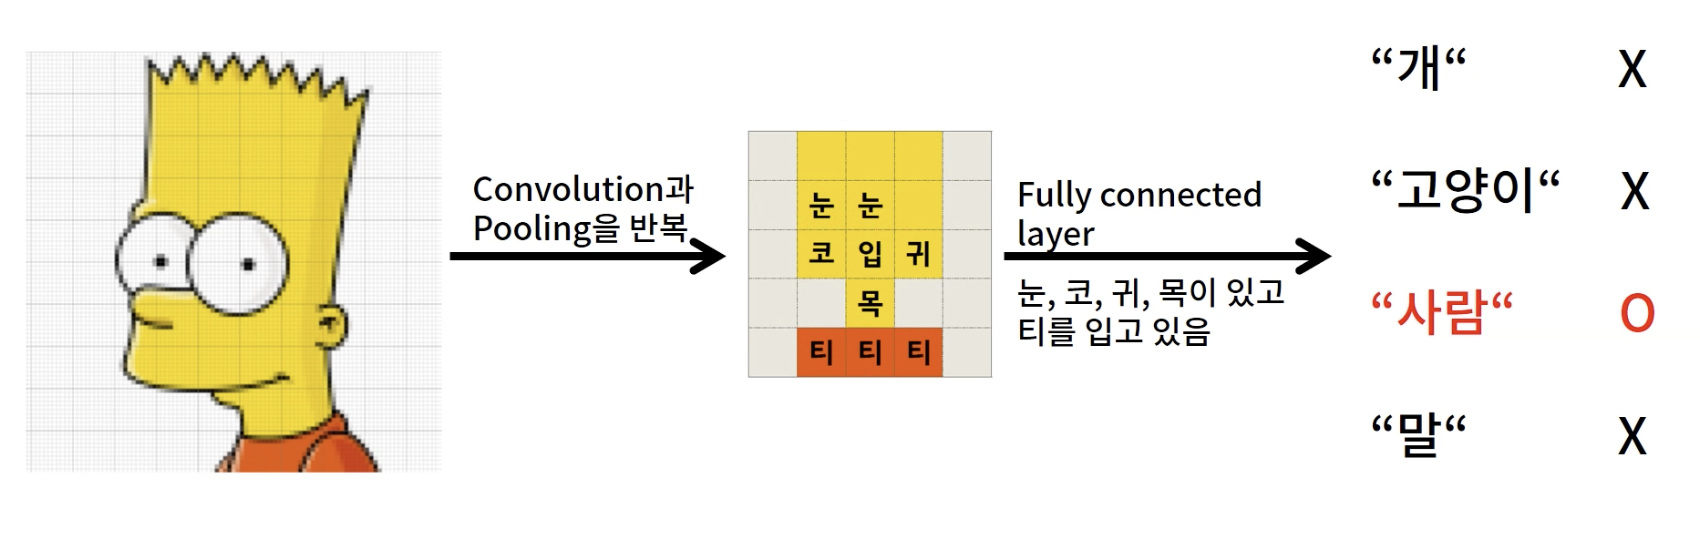 Convolution과
Pooling을 반복
눈 눈
코 입 귀
목
티 티 티
Fully connected
layer
눈, 코, 귀, 목이 있고
티를 입고 있음
“개“ X
“고양이“ X
“사람“ O
“말“ X